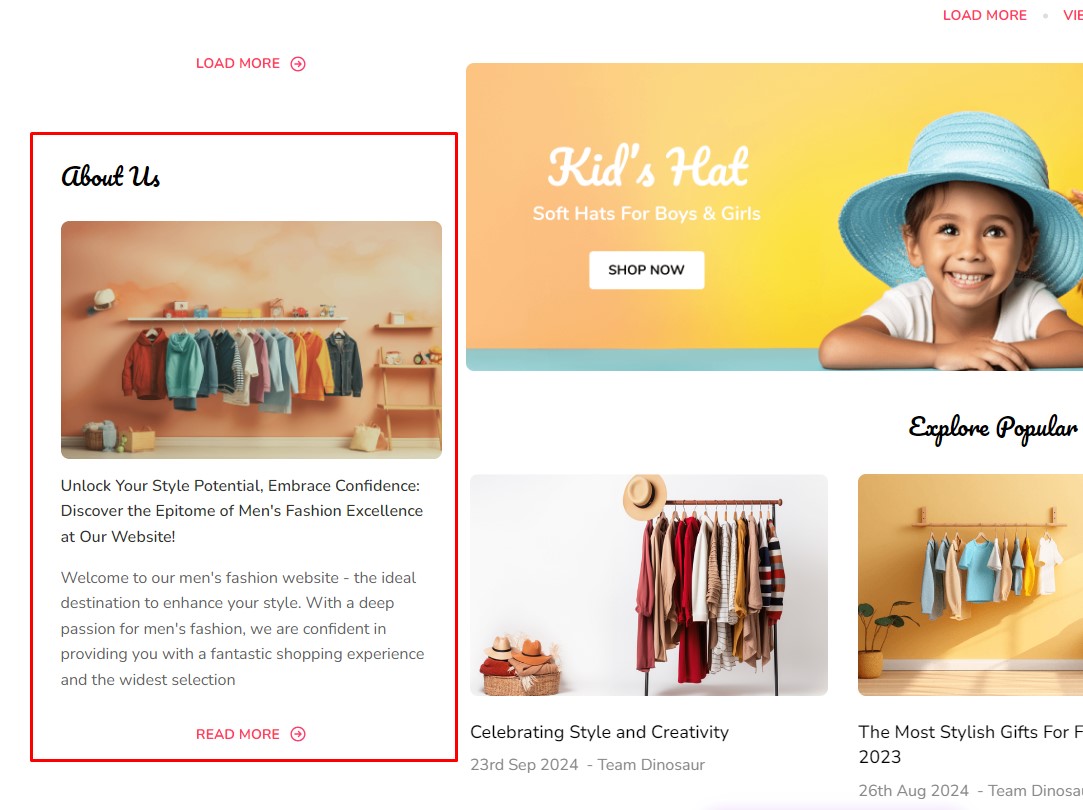 LOAD MORE
LOAD MORE
About Us
Unlock Your Style Potential, Embrace Confidence:
Discover the Epitome of Men's Fashion Excellence
at Our Website!
Welcome to our men's fashion website - the ideal
destination to enhance your style. With a deep
passion for men's fashion, we are confident in
providing you with a fantastic shopping experience
and the widest selection
READ MORE
Kid's Hat
Soft Hats For Boys & Girls
SHOP NOW
Explore Popular
Celebrating Style and Creativity
23rd Sep 2024 - Team Dinosaur
The Most Stylish Gifts For
2023
26th Aug 2024 - Team